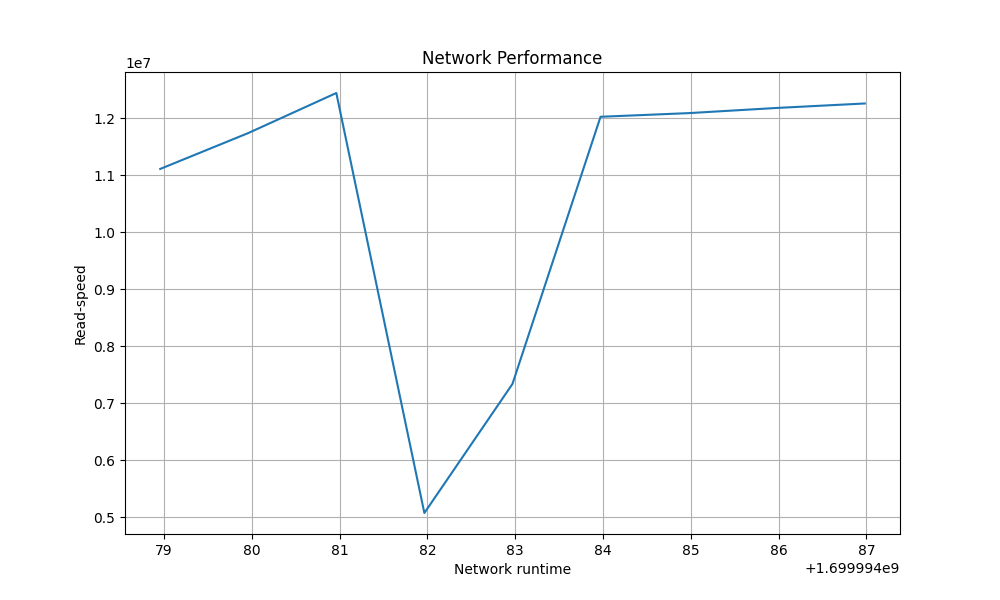 Network Performance
1e7
1.2
1.1
1.0
0.9
0.8
0.7
0.6
0.5
Read-speed
79 80 81 82 83 84 85 86 87
Network runtime
+1.699994e9